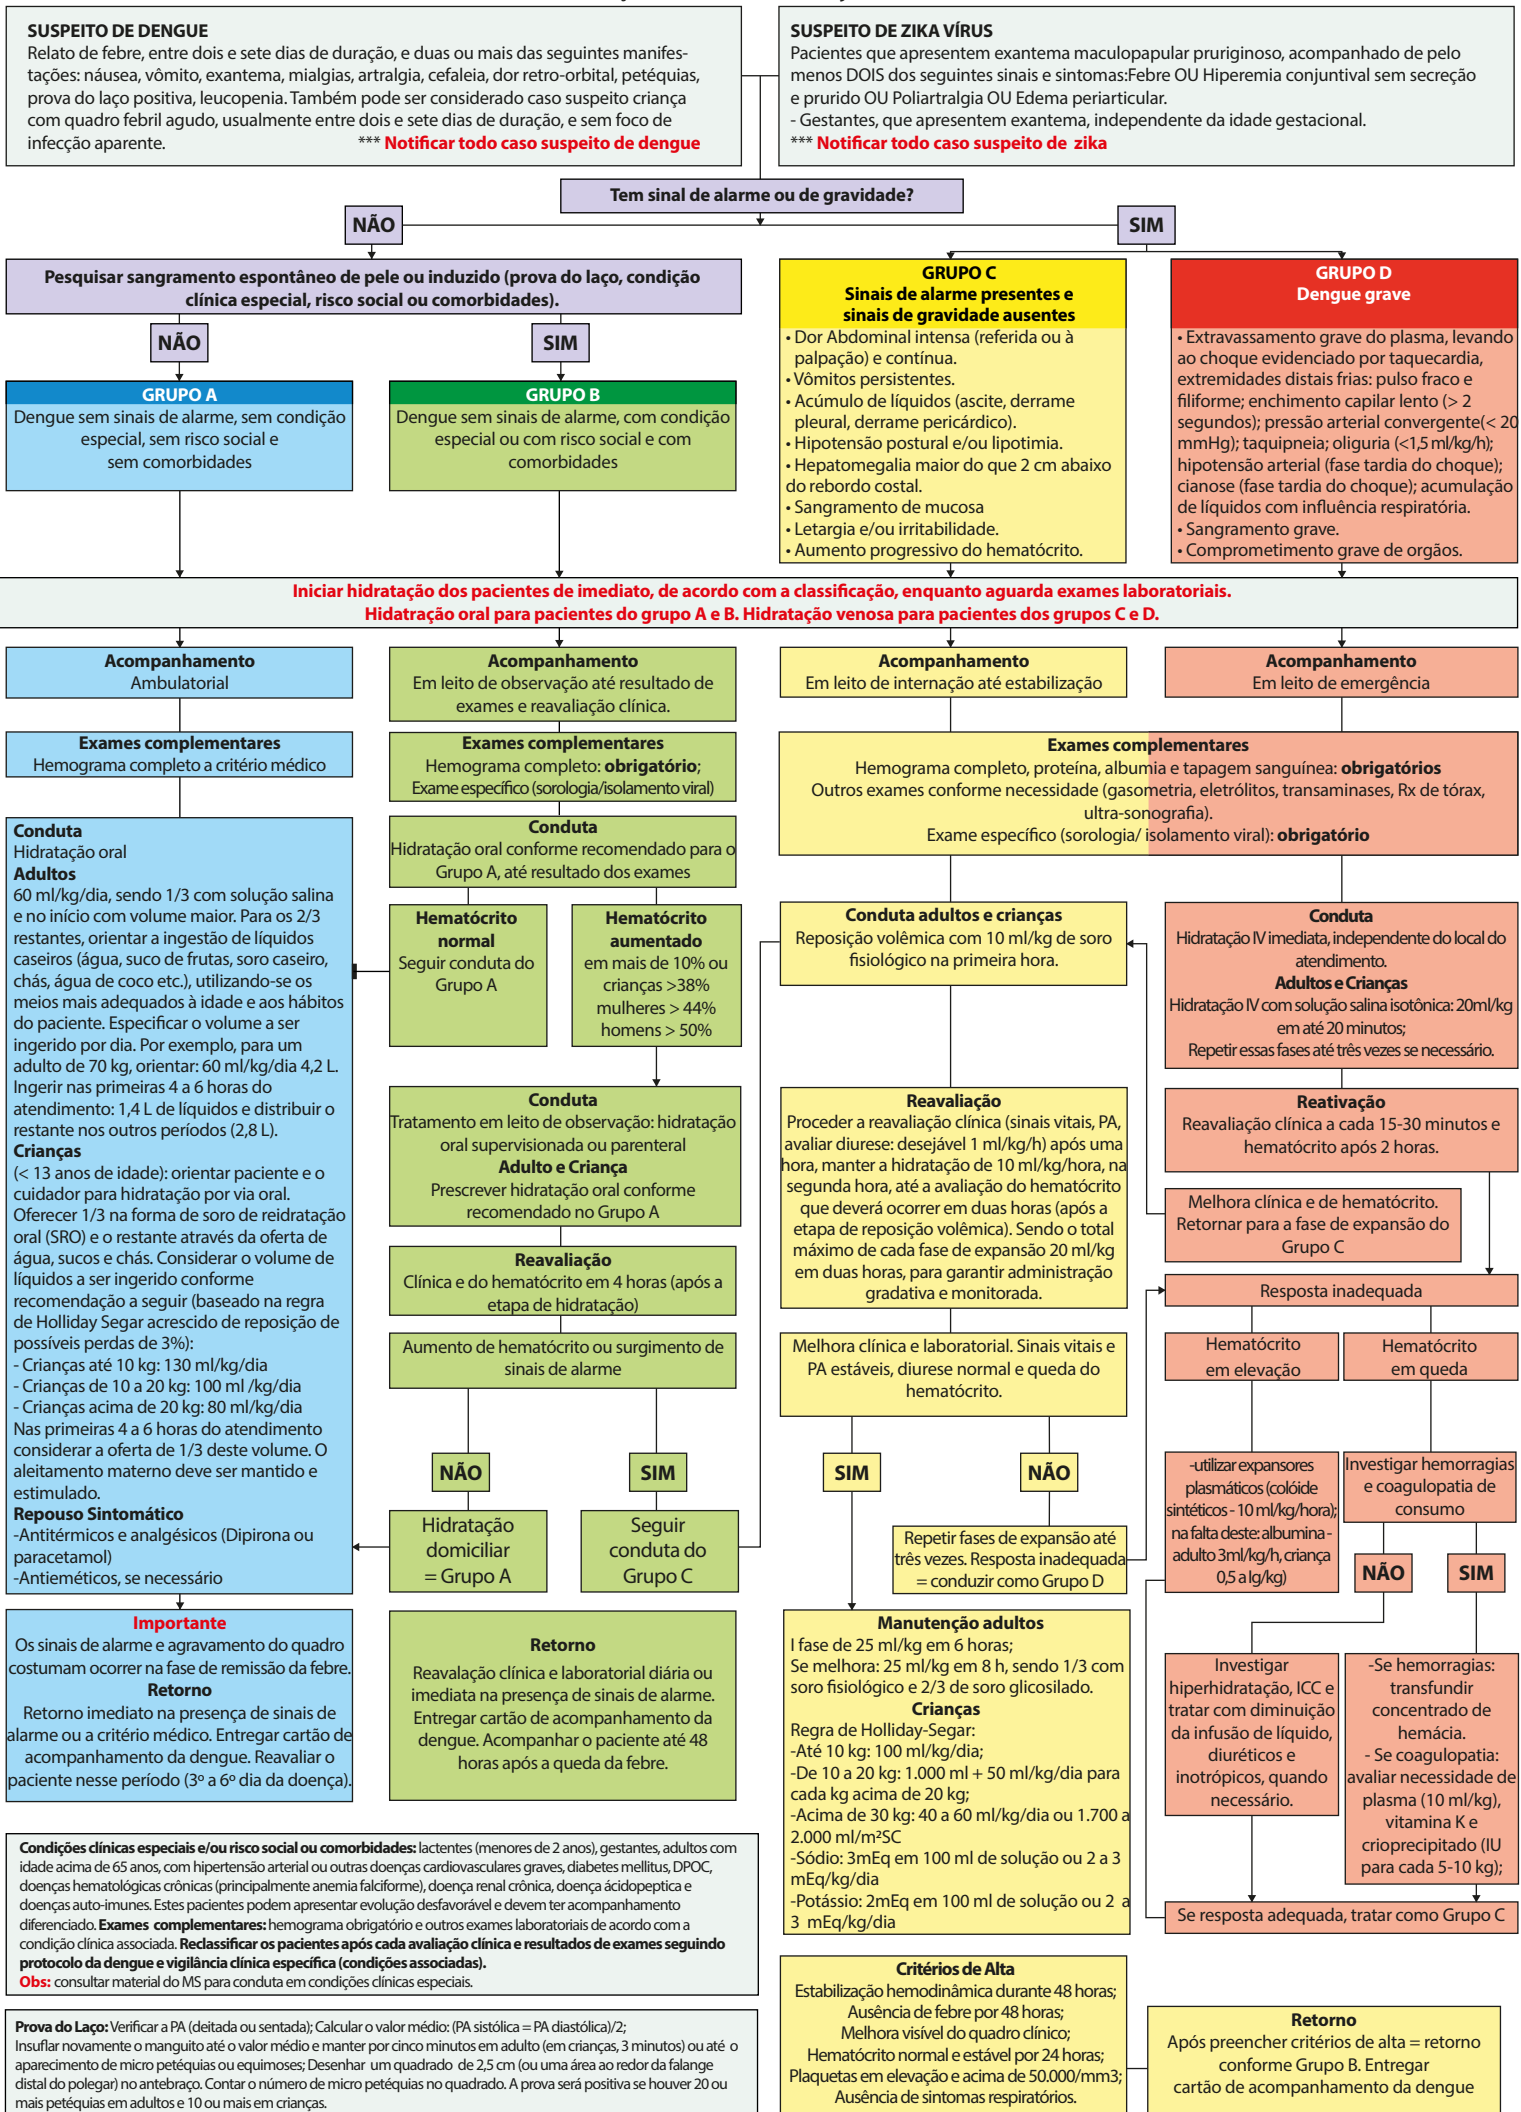 SUSPEITO DE DENGUE
Relato de febre, entre dois e sete dias de duração, e duas ou mais das seguintes manifes-
tações: náusea, vômito, exantema, mialgias, artralgia, cefaleia, dor retro-orbital, petéquias,
prova do laço positiva, leucopenia. Também pode ser considerado caso suspeito criança
com quadro febril agudo, usualmente entre dois e sete dias de duração, e sem foco de
infecção aparente. *** Notificar todo caso suspeito de dengue
SUSPEITO DE ZIKA VÍRUS
Pacientes que apresentem exantema maculopapular pruriginoso, acompanhado de pelo
menos DOIS dos seguintes sinais e sintomas:Febre OU Hiperemia conjuntival sem secreção
e prurido OU Poliartralgia OU Edema periarticular.
- Gestantes, que apresentem exantema, independente da idade gestacional.
*** Notificar todo caso suspeito de zika
Tem sinal de alarme ou de gravidade?
NÃO
SIM
Pesquisar sangramento espontâneo de pele ou induzido (prova do laço, condição
clínica especial, risco social ou comorbidades).
NÃO
SIM
GRUPO A
Dengue sem sinais de alarme, sem condição
especial, sem risco social e
sem comorbidades
GRUPO B
Dengue sem sinais de alarme, com condição
especial ou com risco social e com
comorbidades
GRUPO C
Sinais de alarme presentes e
sinais de gravidade ausentes
• Dor Abdominal intensa (referida ou à
palpação) e contínua.
• Vômitos persistentes.
• Acúmulo de líquidos (ascite, derrame
pleural, derrame pericárdico).
• Hipotensão postural e/ou lipotimia.
• Hepatomegalia maior do que 2 cm abaixo
do rebordo costal.
• Sangramento de mucosa
• Letargia e/ou irritabilidade.
• Aumento progressivo do hematócrito.
GRUPO D
Dengue grave
• Extravassamento grave do plasma, levando
ao choque evidenciado por taquecardia,
extremidades distais frias: pulso fraco e
filiforme; enchimento capilar lento (> 2
segundos); pressão arterial convergente(< 20
mmHg); taquipneia; oliguria (<1,5 ml/kg/h);
hipotensão arterial (fase tardia do choque);
cianose (fase tardia do choque); acumulação
de líquidos com influência respiratória.
• Sangramento grave.
• Comprometimento grave de orgãos.
Iniciar hidratação dos pacientes de imediato, de acordo com a classificação, enquanto aguarda exames laboratoriais.
Hidatração oral para pacientes do grupo A e B. Hidratação venosa para pacientes dos grupos C e D.
Acompanhamento
Ambulatorial
Exames complementares
Hemograma completo a critério médico
Conduta
Hidratação oral
Adultos
60 ml/kg/dia, sendo 1/3 com solução salina
e no início com volume maior. Para os 2/3
restantes, orientar a ingestão de líquidos
caseiros (água, suco de frutas, soro caseiro,
chás, água de coco etc.), utilizando-se os
meios mais adequados à idade e aos hábitos
do paciente. Especificar o volume a ser
ingerido por dia. Por exemplo, para um
adulto de 70 kg, orientar: 60 ml/kg/dia 4,2 L.
Ingerir nas primeiras 4 a 6 horas do
atendimento: 1,4 L de líquidos e distribuir o
restante nos outros períodos (2,8 L).
Crianças
(< 13 anos de idade): orientar paciente e o
cuidador para hidratação por via oral.
Oferecer 1/3 na forma de soro de reidratação
oral (SRO) e o restante através da oferta de
água, sucos e chás. Considerar o volume de
líquidos a ser ingerido conforme
recomendação a seguir (baseado na regra
de Holliday Segar acrescido de reposição de
possíveis perdas de 3%):
- Crianças até 10 kg: 130 ml/kg/dia
- Crianças de 10 a 20 kg: 100 ml /kg/dia
- Crianças acima de 20 kg: 80 ml/kg/dia
Nas primeiras 4 a 6 horas do atendimento
considerar a oferta de 1/3 deste volume. O
aleitamento materno deve ser mantido e
estimulado.
Repouso Sintomático
-Antitérmicos e analgésicos (Dipirona ou
paracetamol)
-Antieméticos, se necessário
Importante
Os sinais de alarme e agravamento do quadro
costumam ocorrer na fase de remissão da febre.
Retorno
Retorno imediato na presença de sinais de
alarme ou a critério médico. Entregar cartão de
acompanhamento da dengue. Reavaliar o
paciente nesse período (3º a 6º dia da doença).
Acompanhamento
Em leito de observação até resultado de
exames e reavaliação clínica.
Exames complementares
Hemograma completo: obrigatório;
Exame específico (sorologia/isolamento viral)
Conduta
Hidratação oral conforme recomendado para o
Grupo A, até resultado dos exames
Hematócrito
normal
Seguir conduta do
Grupo A
Hematócrito
aumentado
em mais de 10% ou
crianças >38%
mulheres > 44%
homens > 50%
Conduta
Tratamento em leito de observação: hidratação
oral supervisionada ou parenteral
Adulto e Criança
Prescrever hidratação oral conforme
recomendado no Grupo A
Reavaliação
Clínica e do hematócrito em 4 horas (após a
etapa de hidratação)
Aumento de hematócrito ou surgimento de
sinais de alarme
NÃO
SIM
Hidratação
domiciliar
= Grupo A
Seguir
conduta do
Grupo C
Retorno
Reavalação clínica e laboratorial diária ou
imediata na presença de sinais de alarme.
Entregar cartão de acompanhamento da
dengue. Acompanhar o paciente até 48
horas após a queda da febre.
Acompanhamento
Em leito de internação até estabilização
Acompanhamento
Em leito de emergência
Exames complementares
Hemograma completo, proteína, albumia e tapagem sanguínea: obrigatórios
Outros exames conforme necessidade (gasometria, eletrólitos, transaminases, Rx de tórax,
ultra-sonografia).
Exame específico (sorologia/ isolamento viral): obrigatório
Conduta adultos e crianças
Reposição volêmica com 10 ml/kg de soro
fisiológico na primeira hora.
Reavaliação
Proceder a reavaliação clínica (sinais vitais, PA,
avaliar diurese: desejável 1 ml/kg/h) após uma
hora, manter a hidratação de 10 ml/kg/hora, na
segunda hora, até a avaliação do hematócrito
que deverá ocorrer em duas horas (após a
etapa de reposição volêmica). Sendo o total
máximo de cada fase de expansão 20 ml/kg
em duas horas, para garantir administração
gradativa e monitorada.
Melhora clínica e laboratorial. Sinais vitais e
PA estáveis, diurese normal e queda do
hematócrito.
SIM
NÃO
Repetir fases de expansão até
três vezes. Resposta inadequada
= conduzir como Grupo D
Manutenção adultos
I fase de 25 ml/kg em 6 horas;
Se melhora: 25 ml/kg em 8 h, sendo 1/3 com
soro fisiológico e 2/3 de soro glicosilado.
Crianças
Regra de Holliday-Segar:
-Até 10 kg: 100 ml/kg/dia;
-De 10 a 20 kg: 1.000 ml + 50 ml/kg/dia para
cada kg acima de 20 kg;
-Acima de 30 kg: 40 a 60 ml/kg/dia ou 1.700 a
2.000 ml/m²SC
-Sódio: 3mEq em 100 ml de solução ou 2 a 3
mEq/kg/dia
-Potássio: 2mEq em 100 ml de solução ou 2 a
3 mEq/kg/dia
Conduta
Hidratação IV imediata, independente do local do
atendimento.
Adultos e Crianças
Hidratação IV com solução salina isotônica: 20ml/kg
em até 20 minutos;
Repetir essas fases até três vezes se necessário.
Reativação
Reavaliação clínica a cada 15-30 minutos e
hematócrito após 2 horas.
Melhora clínica e de hematócrito.
Retornar para a fase de expansão do
Grupo C
Resposta inadequada
Hematócrito
em elevação
Hematócrito
em queda
-utilizar expansores
plasmáticos (colóide
sintéticos - 10 ml/kg/hora);
na falta deste: albumina -
adulto 3ml/kg/h, criança
0,5 a lg/kg)
Investigar hemorragias
e coagulopatia de
consumo
NÃO
SIM
Investigar
hiperhidratação, ICC e
tratar com diminuição
da infusão de líquido,
diuréticos e
inotrópicos, quando
necessário.
-Se hemorragias:
transfundir
concentrado de
hemácia.
- Se coagulopatia:
avaliar necessidade de
plasma (10 ml/kg),
vitamina K e
crioprecipitado (IU
para cada 5-10 kg);
Se resposta adequada, tratar como Grupo C
Condições clínicas especiais e/ou risco social ou comorbidades: lactentes (menores de 2 anos), gestantes, adultos com
idade acima de 65 anos, com hipertensão arterial ou outras doenças cardiovasculares graves, diabetes mellitus, DPOC,
doenças hematológicas crônicas (principalmente anemia falciforme), doença renal crônica, doença ácidopeptica e
doenças auto-imunes. Estes pacientes podem apresentar evolução desfavorável e devem ter acompanhamento
diferenciado. Exames complementares: hemograma obrigatório e outros exames laboratoriais de acordo com a
condição clínica associada. Reclassificar os pacientes após cada avaliação clínica e resultados de exames seguindo
protocolo da dengue e vigilância clínica específica (condições associadas).
Obs: consultar material do MS para conduta em condições clínicas especiais.
Prova do Laço: Verificar a PA (deitada ou sentada); Calcular o valor médio: (PA sistólica = PA diastólica)/2;
Insuflar novamente o manguito até o valor médio e manter por cinco minutos em adulto (em crianças, 3 minutos) ou até o
aparecimento de micro petéquias ou equimoses; Desenhar um quadrado de 2,5 cm (ou uma área ao redor da falange
distal do polegar) no antebraço. Contar o número de micro petéquias no quadrado. A prova será positiva se houver 20 ou
mais petéquias em adultos e 10 ou mais em crianças.
Critérios de Alta
Estabilização hemodinâmica durante 48 horas;
Ausência de febre por 48 horas;
Melhora visível do quadro clínico;
Hematócrito normal e estável por 24 horas;
Plaquetas em elevação e acima de 50.000/mm3;
Ausência de sintomas respiratórios.
Retorno
Após preencher critérios de alta = retorno
conforme Grupo B. Entregar
cartão de acompanhamento da dengue